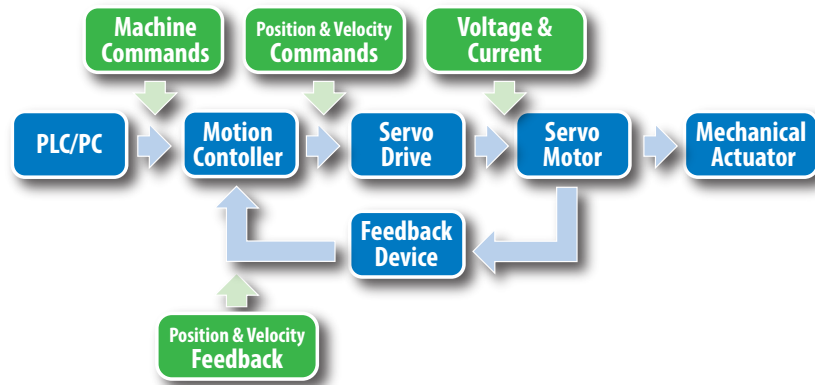 Machine
Commands
Position & Velocity
Commands
Voltage &
Current
PLC/PC
Motion
Contoller
Servo
Drive
Servo
Motor
Mechanical
Actuator
Feedback
Device
Position & Velocity
Feedback